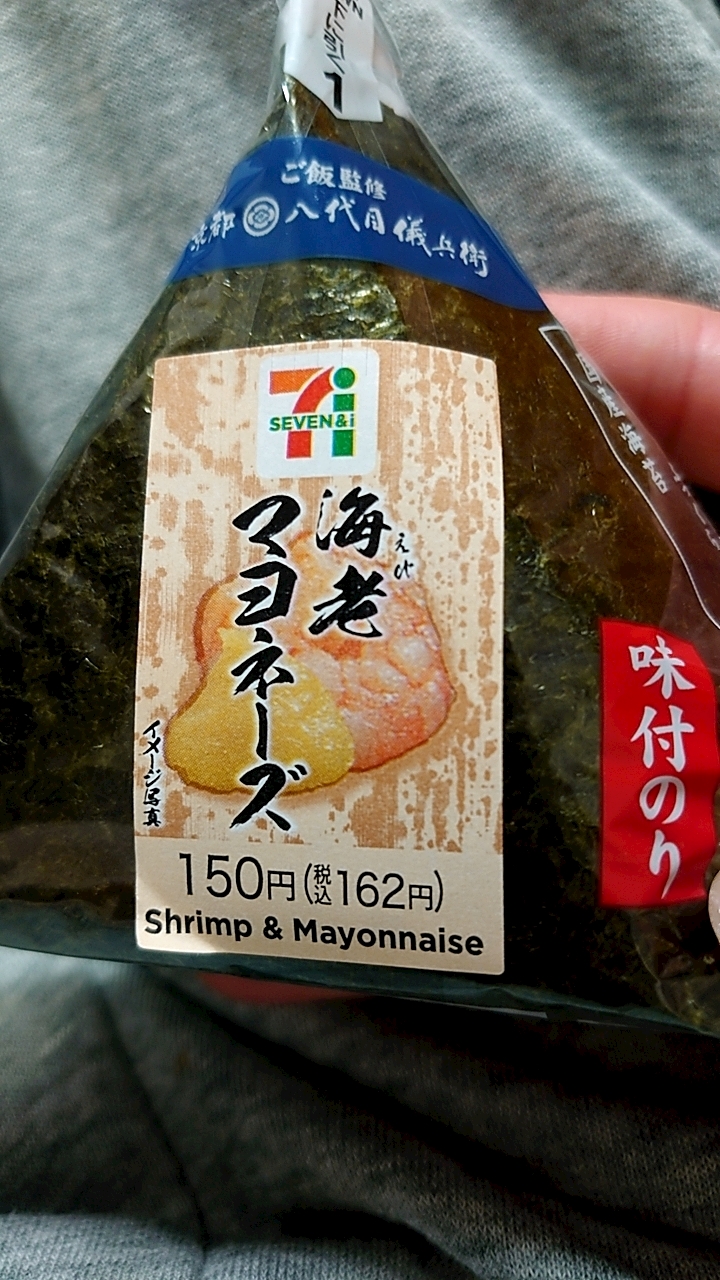 1
ご飯監修
京都 八代目儀兵衛
SEVEN&i
海老
えび
マヨネーズ
イメージ写真
味付のり
150円(税込162円)
Shrimp & Mayonnaise